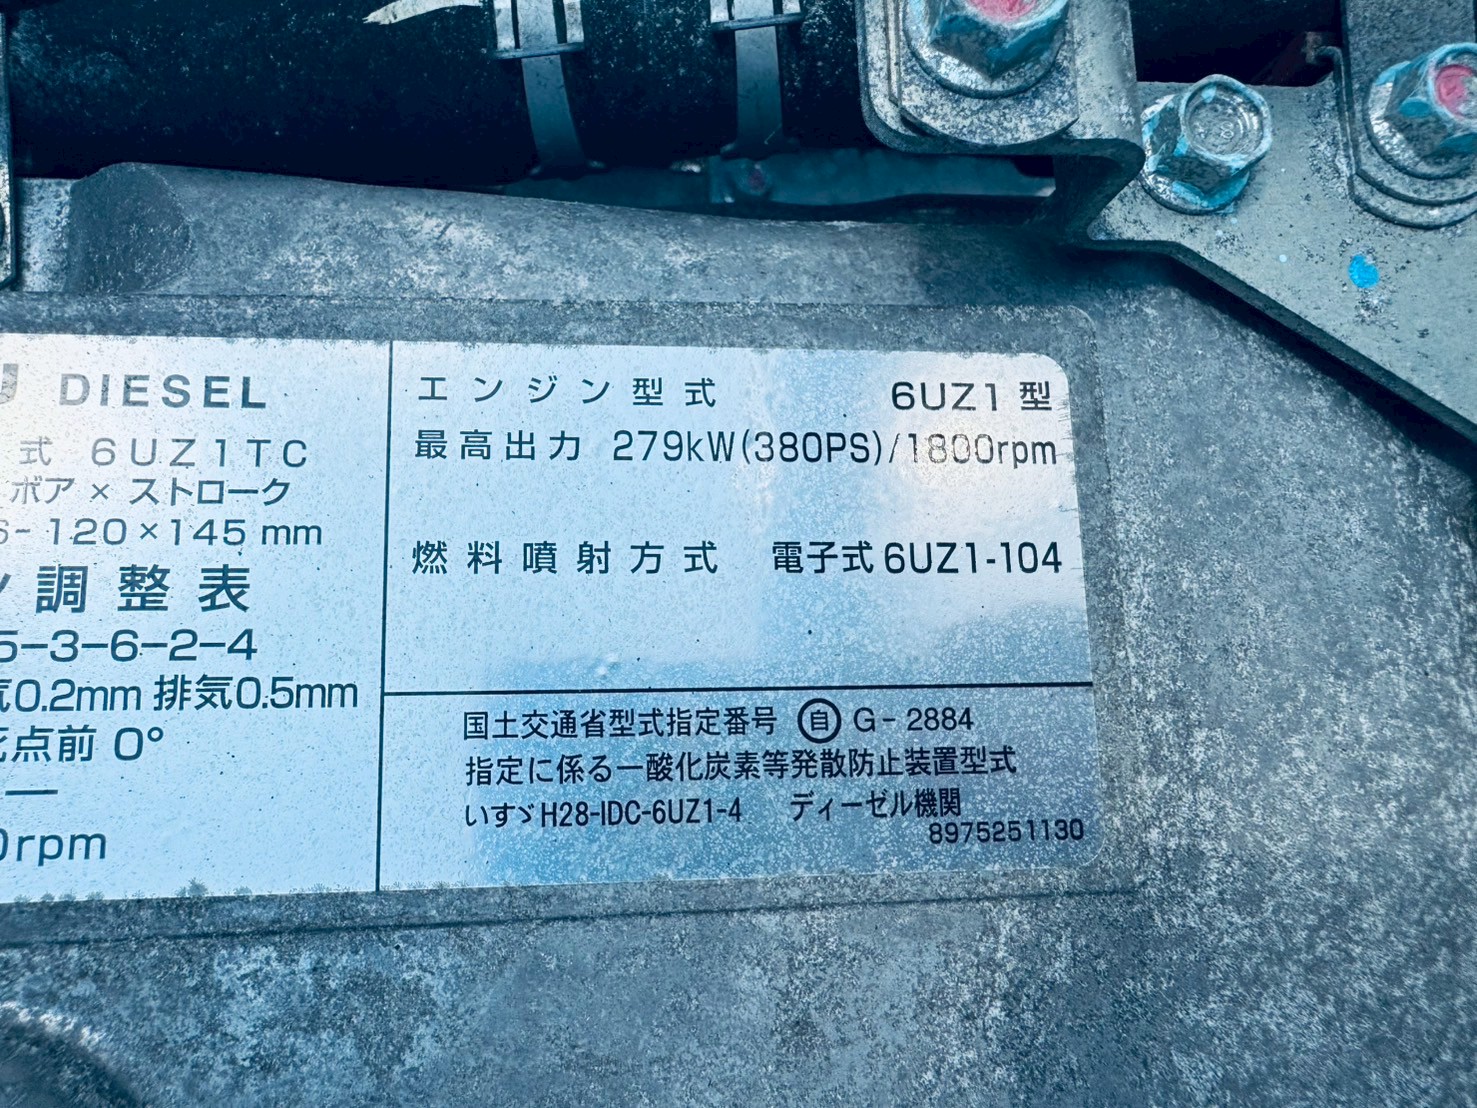 DIESEL
式 6UZ1TC
ボア × ストローク
6-120×145 mm
調整表
5-3-6-2-4
気0.2mm 排気0.5mm
点前 0°
—
0rpm
エンジン型式 6UZ1型
最高出力 279kW(380PS)/1800rpm
燃料噴射方式 電子式6UZ1-104
国土交通省型式指定番号 自 G-2884
指定に係る一酸化炭素等発散防止装置型式
いすゞH28-IDC-6UZ1-4 ディーゼル機関
8975251130